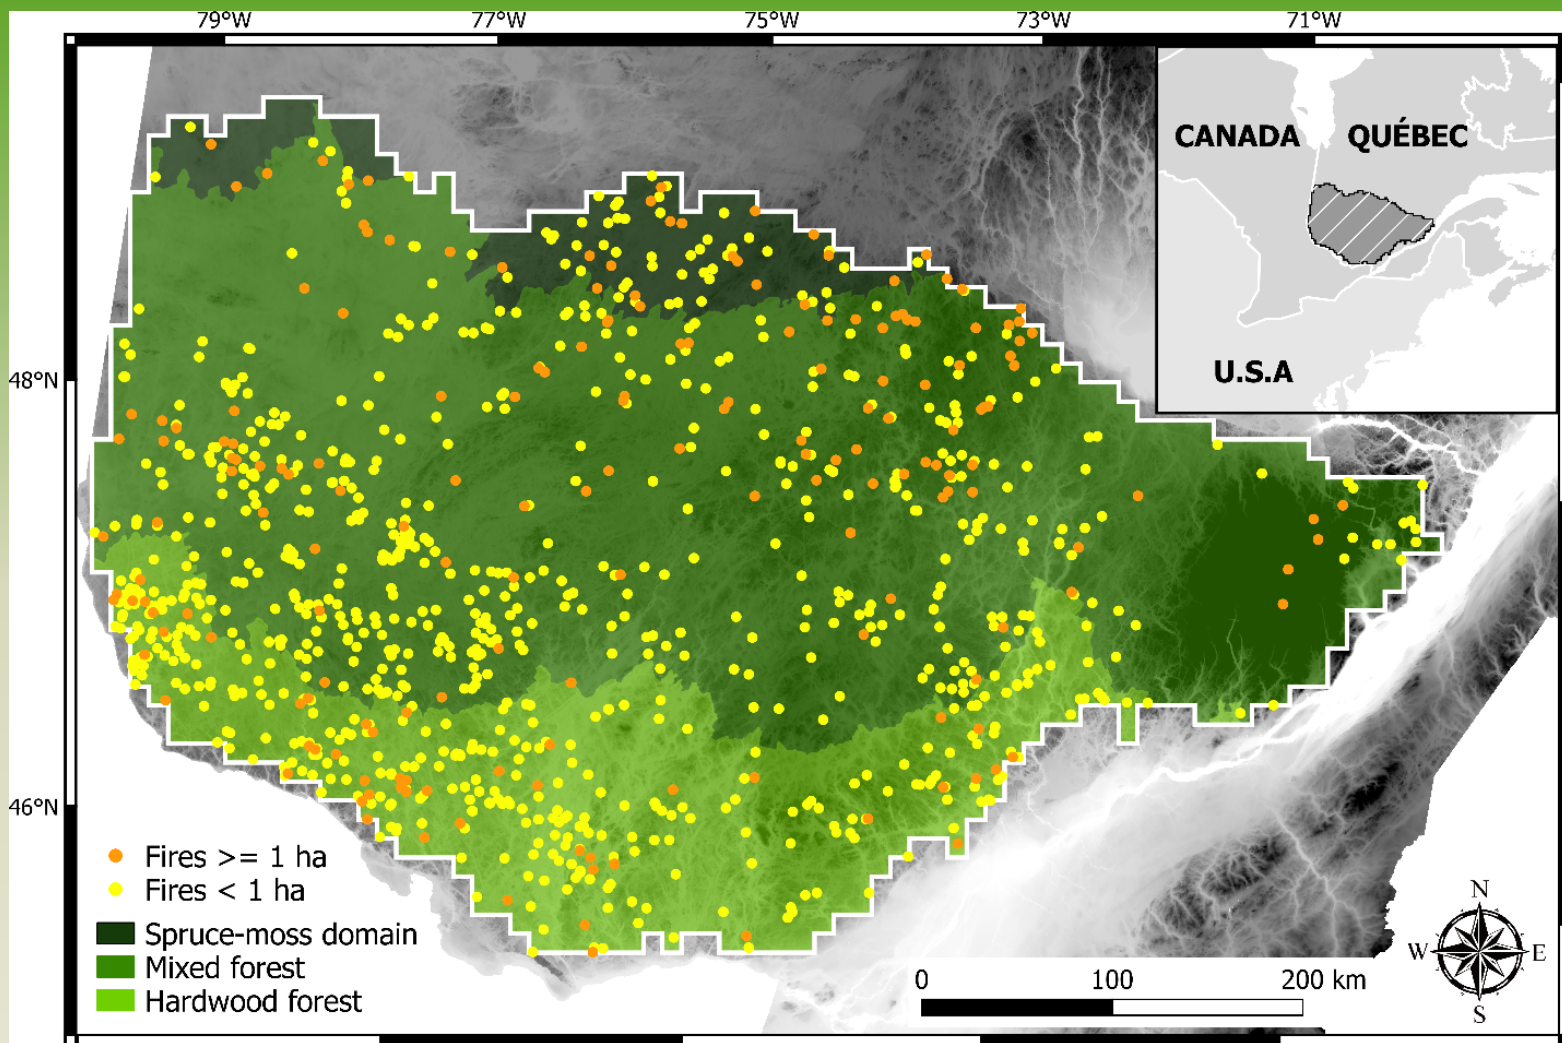 79°W 77°W 75°W 73°W 71°W
CANADA QUÉBEC
U.S.A
48°N
46°N
Fires >= 1 ha
Fires < 1 ha
Spruce-moss domain
Mixed forest
Hardwood forest
0 100 200 km
N
W E
S